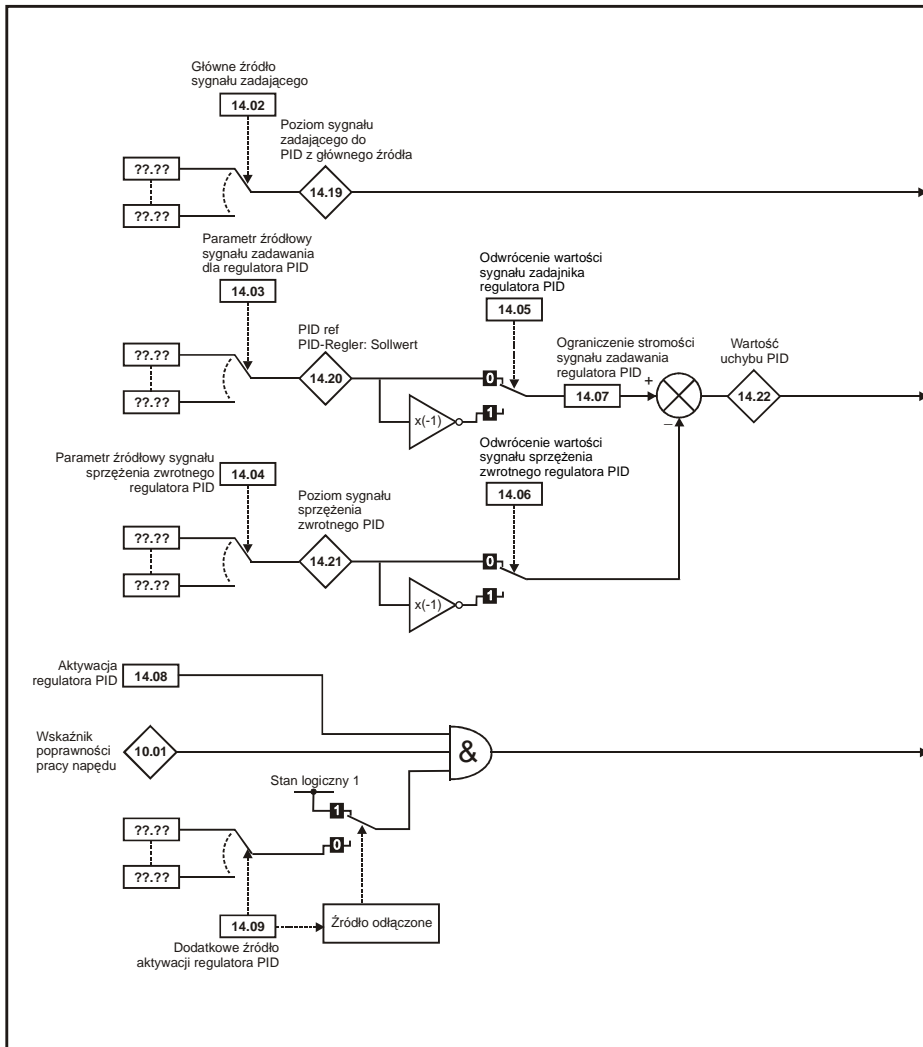 Główne źródło
sygnału zadającego
14.02
Poziom sygnału
zadającego do
PID z głównego źródła
??.??
14.19
??.??
Parametr źródłowy
sygnału zadawania
dla regulatora PID
14.03
Odwrócenie wartości
sygnału zadajnika
regulatora PID
14.05
PID ref
PID-Regler: Sollwert
Ograniczenie stromości
sygnału zadawania
regulatora PID
Wartość
uchybu PID
??.??
14.20
0
14.07
+
14.22
??.??
x(-1)
1
–
Parametr źródłowy sygnału
sprzężenia zwrotnego
regulatora PID
14.04
Odwrócenie wartości
sygnału sprzężenia
zwrotnego regulatora PID
14.06
Poziom sygnału
sprzężenia
zwrotnego PID
??.??
14.21
0
??.??
x(-1)
1
Aktywacja
regulatora PID
14.08
Wskaźnik
poprawności
pracy napędu
10.01
&
Stan logiczny 1
1
??.??
0
??.??
14.09
Źródło odłączone
Dodatkowe źródło
aktywacji regulatora PID